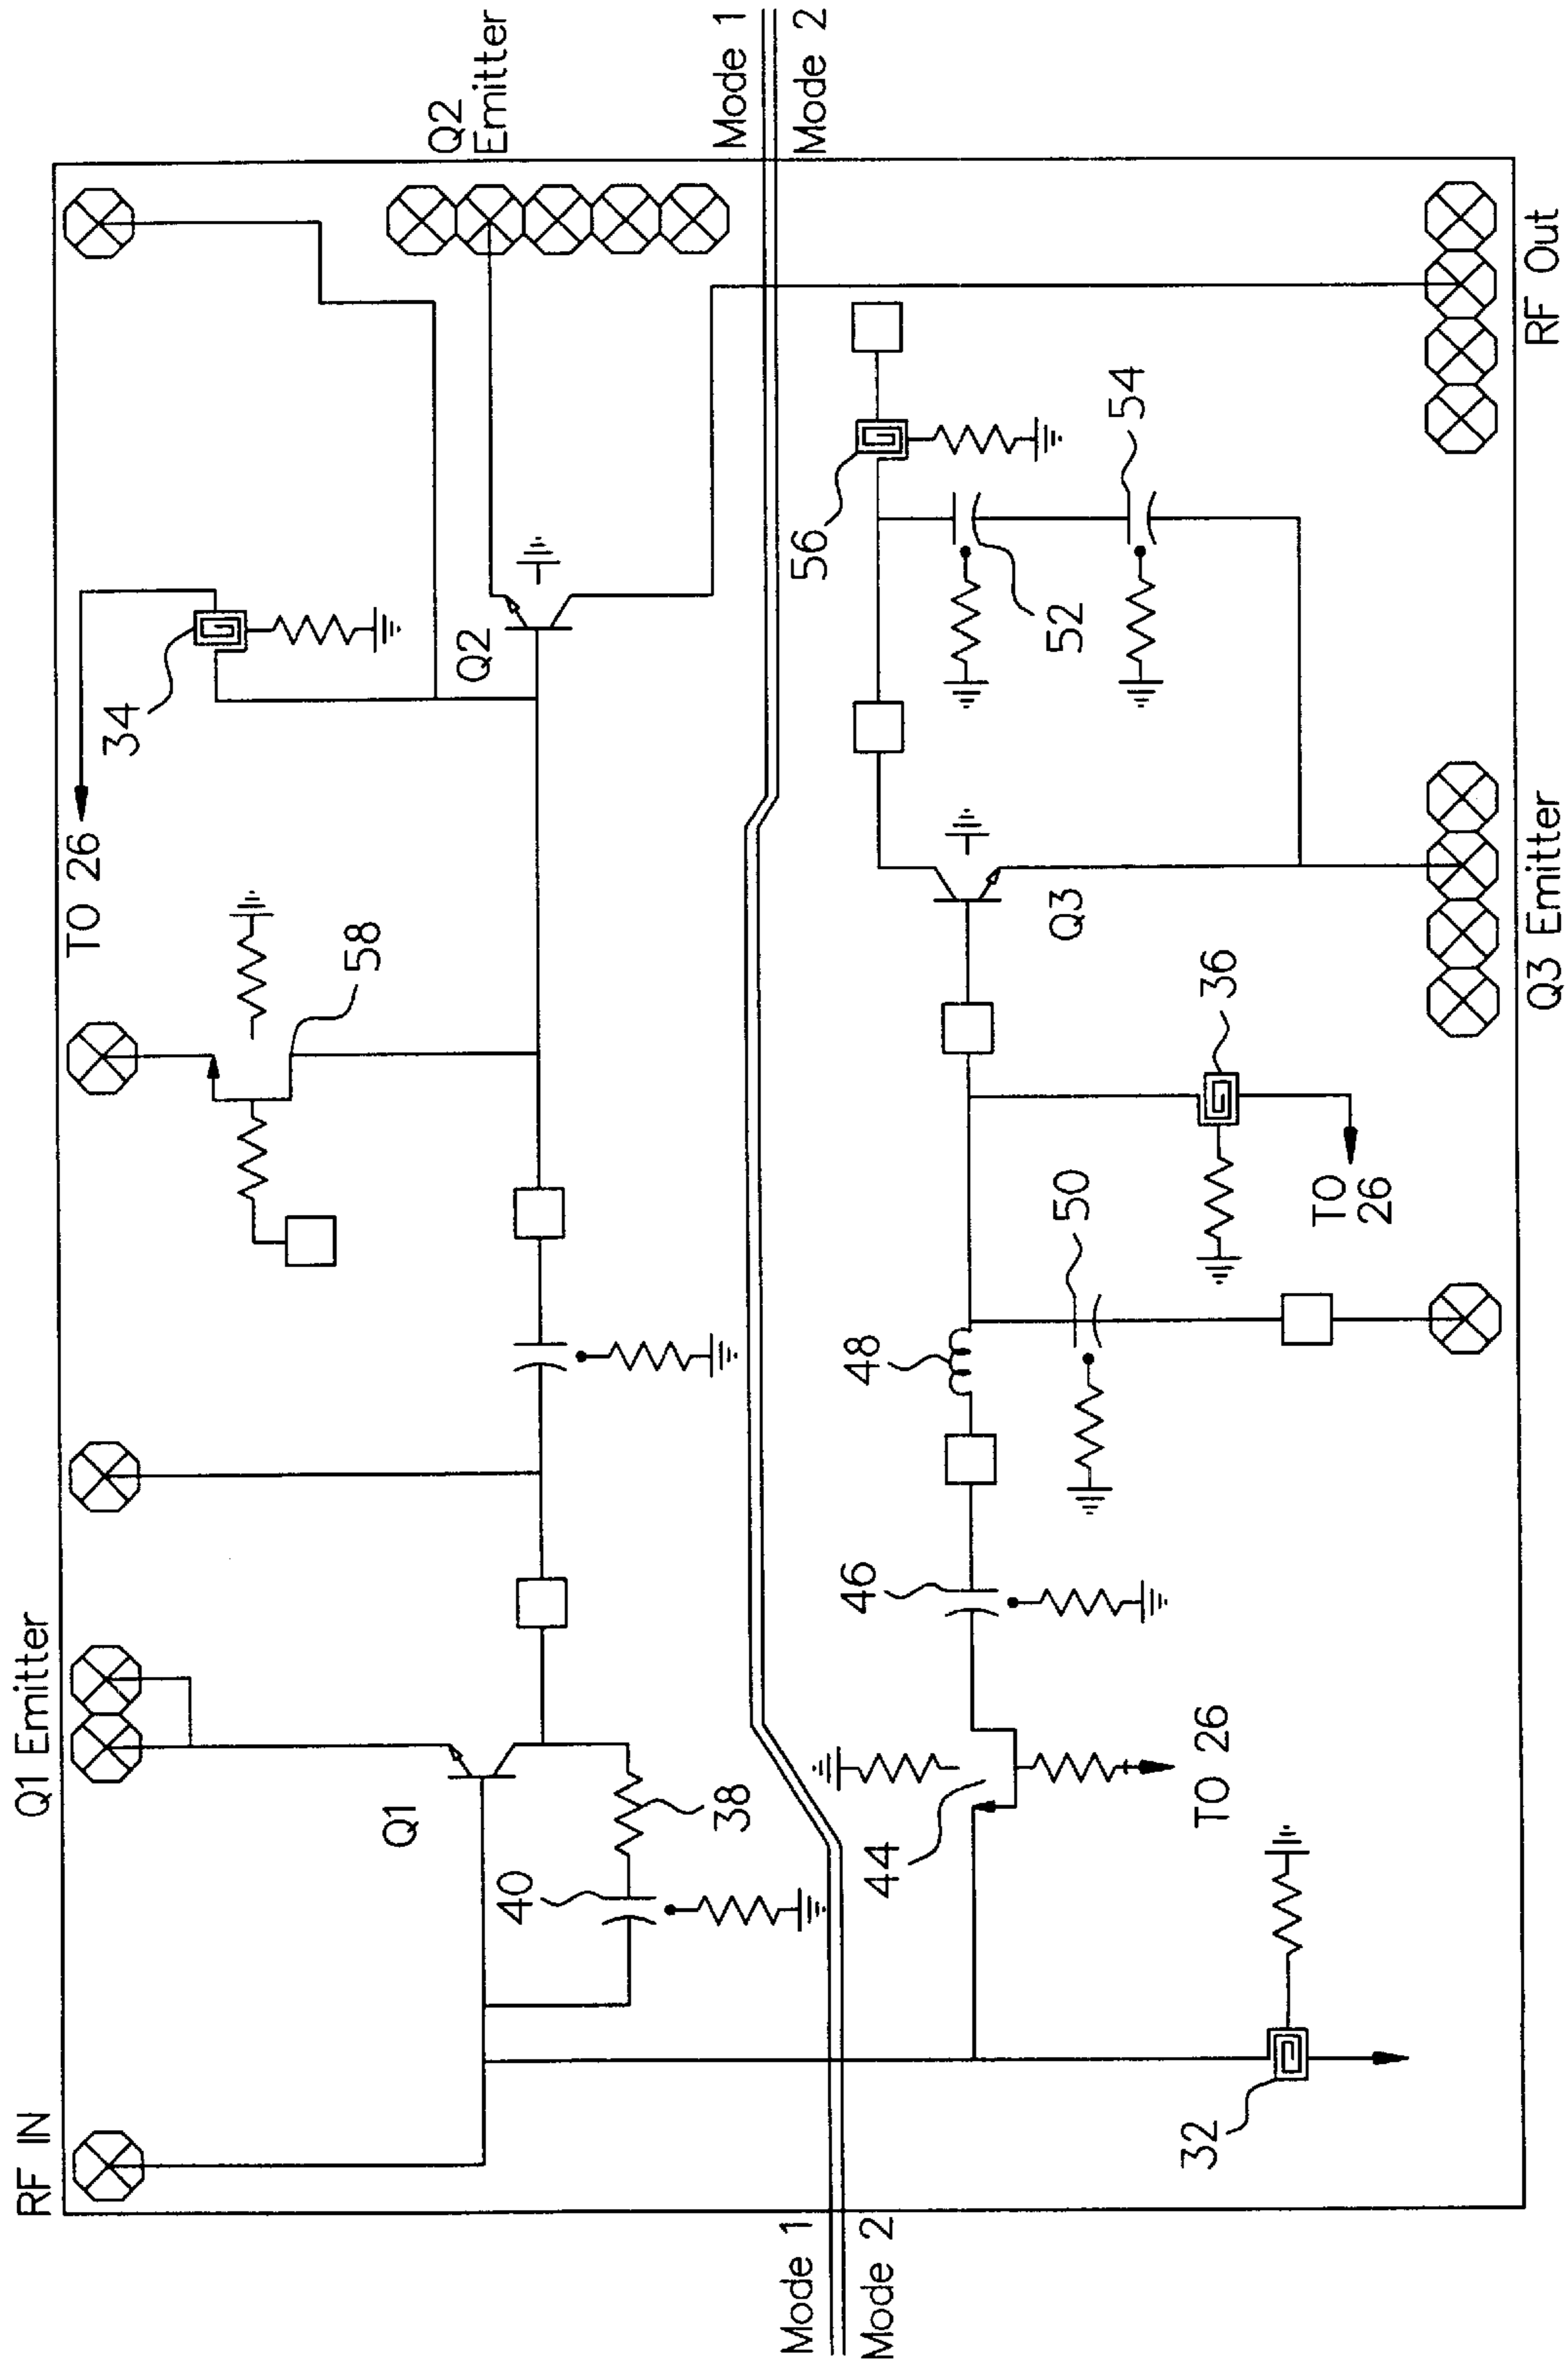 RF IN
Q1 Emitter
TO 26
34
58
Q2
Emitter
Q1
Q2
40
38
Mode 1
Mode 2
Mode 1
Mode 2
44
46
48
50
36
Q3
56
52
54
TO 26
TO
26
32
Q3 Emitter
RF Out